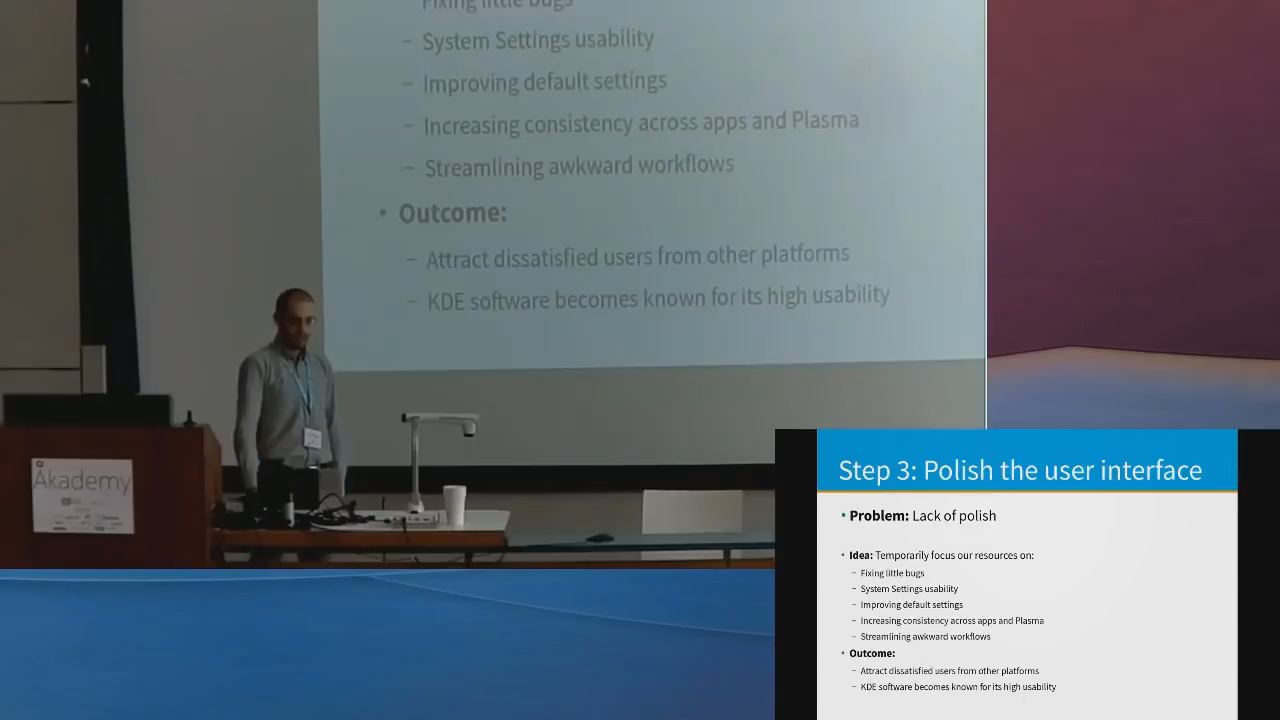 Fixing little bugs
– System Settings usability
– Improving default settings
– Increasing consistency across apps and Plasma
– Streamlining awkward workflows
• Outcome:
– Attract dissatisfied users from other platforms
– KDE software becomes known for its high usability
Akademy
Step 3: Polish the user interface
• Problem: Lack of polish
• Idea: Temporarily focus our resources on:
– Fixing little bugs
– System Settings usability
– Improving default settings
– Increasing consistency across apps and Plasma
– Streamlining awkward workflows
• Outcome:
– Attract dissatisfied users from other platforms
– KDE software becomes known for its high usability